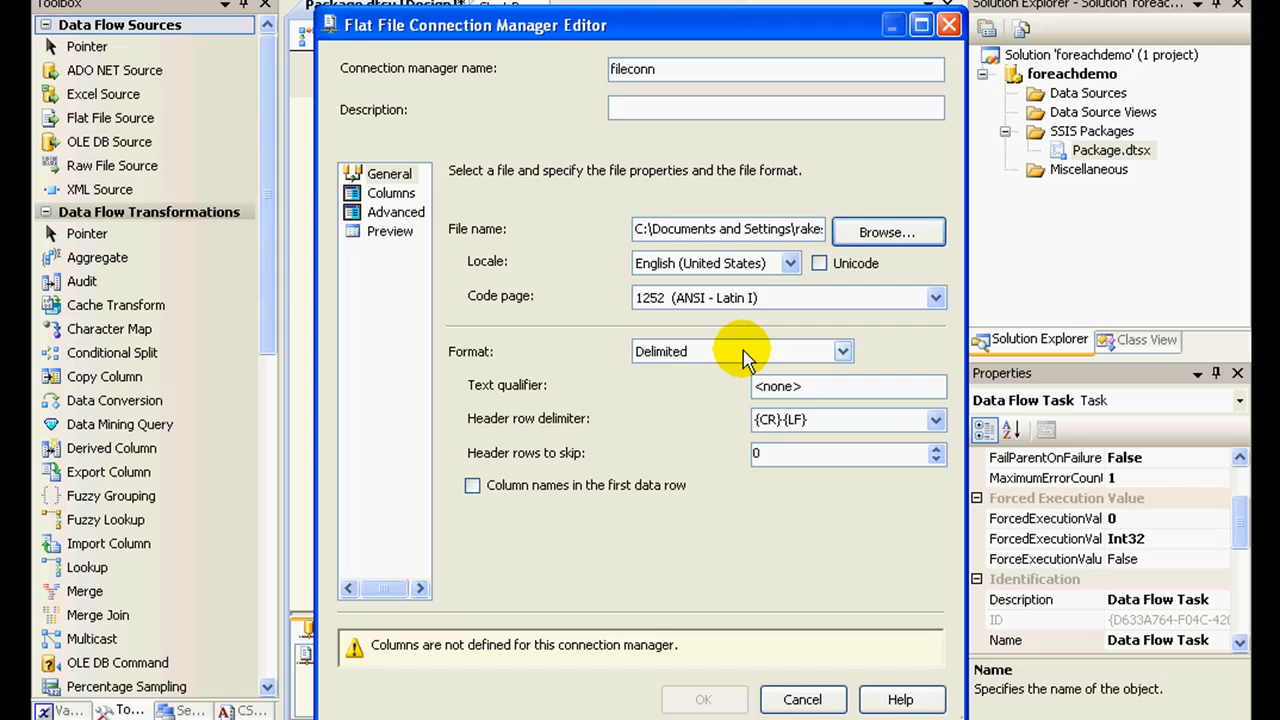 Toolbox
Data Flow Sources
Pointer
ADO NET Source
Excel Source
Flat File Source
OLE DB Source
Raw File Source
XML Source
Data Flow Transformations
Pointer
Aggregate
Audit
Cache Transform
Character Map
Conditional Split
Copy Column
Data Conversion
Data Mining Query
Derived Column
Export Column
Fuzzy Grouping
Fuzzy Lookup
Import Column
Lookup
Merge
Merge Join
Multicast
OLE DB Command
Percentage Sampling
Va...
To...
Se...
CS...
Flat File Connection Manager Editor
Connection manager name:
fileconn
Description:
General
Columns
Advanced
Preview
Select a file and specify the file properties and the file format.
File name:
C:\Documents and Settings\rake
Browse...
Locale:
English (United States)
Unicode
Code page:
1252 (ANSI - Latin I)
Format:
Delimited
Text qualifier:
<none>
Header row delimiter:
{CR}{LF}
Header rows to skip:
0
Column names in the first data row
Columns are not defined for this connection manager.
OK
Cancel
Help
Solution 'foreachdemo' (1 project)
foreachdemo
Data Sources
Data Source Views
SSIS Packages
Package.dtsx
Miscellaneous
Solution Explorer
Class View
Properties
Data Flow Task Task
FailParentOnFailure False
MaximumErrorCount 1
Forced Execution Value
ForcedExecutionVal 0
ForcedExecutionVal Int32
ForceExecutionValu False
Identification
Description Data Flow Task
ID {D633A764-F04C-420
Name Data Flow Task
Name
Specifies the name of the object.